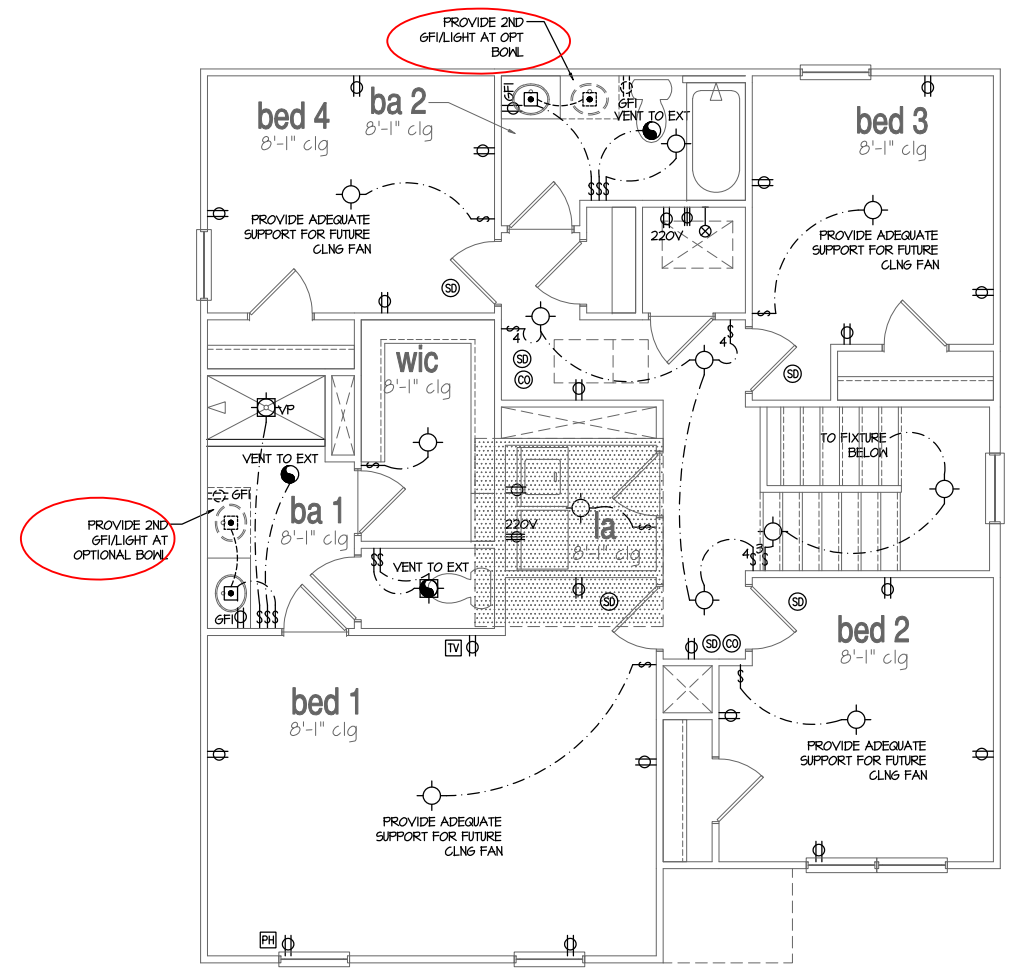 PROVIDE 2ND
GFI/LIGHT AT OPT
BOWL
bed 4
8'-1" clg
ba 2
8'-1" clg
GFI
GFI
VENT TO EXT
bed 3
8'-1" clg
PROVIDE ADEQUATE
SUPPORT FOR FUTURE
CLNG FAN
$
$$$
220V
PROVIDE ADEQUATE
SUPPORT FOR FUTURE
CLNG FAN
SD
$
$
4
$
4
SD
CO
SD
wic
8'-1" clg
VP
VENT TO EXT
$
TO FIXTURE
BELOW
GFI
ba 1
8'-1" clg
PROVIDE 2ND
GFI/LIGHT AT
OPTIONAL BOWL
220V
la
8'-1" clg
$
4
3
$$
$$
VENT TO EXT
GFI
$$$
SD
SD
SD
CO
bed 2
8'-1" clg
TV
$
$
bed 1
8'-1" clg
PROVIDE ADEQUATE
SUPPORT FOR FUTURE
CLNG FAN
PROVIDE ADEQUATE
SUPPORT FOR FUTURE
CLNG FAN
PH